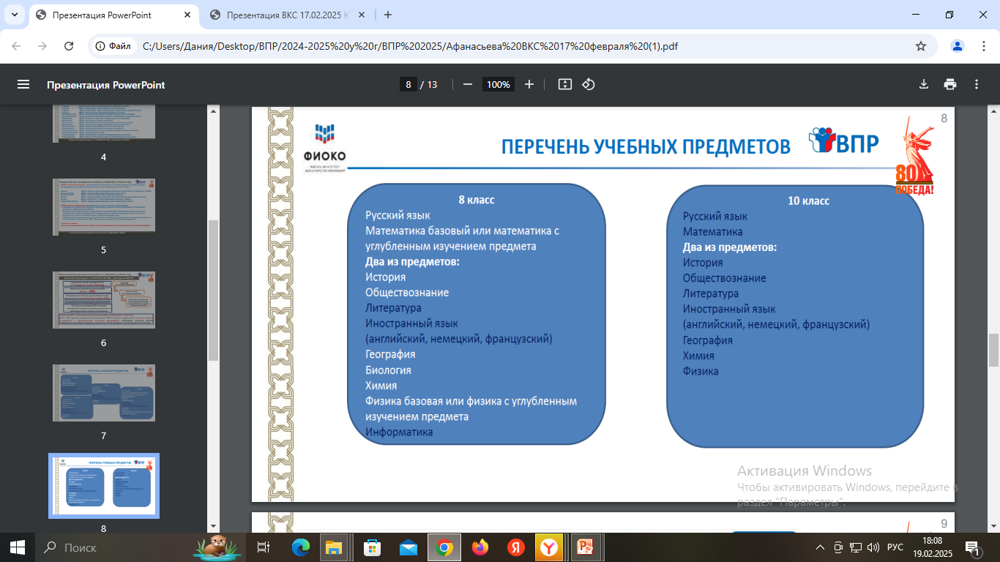 Презентация PowerPoint
Презентация ВКС 17.02.2025 К
Файл
C:/Users/Дания/Desktop/ВПР/2024-2025%20у%20г/ВПР%202025/Афанасьева%20ВКС%2017%20февраля%20(1).pdf
Презентация PowerPoint
8 / 13
100%
4
5
6
7
8
8
ФИОКО
ПЕРЕЧЕНЬ УЧЕБНЫХ ПРЕДМЕТОВ
ВПР
80
ПОБЕДА!
8 класс
Русский язык
Математика базовый или математика с
углубленным изучением предмета
Два из предметов:
История
Обществознание
Литература
Иностранный язык
(английский, немецкий, французский)
География
Биология
Химия
Физика базовая или физика с углубленным
изучением предмета
Информатика
10 класс
Русский язык
Математика
Два из предметов:
История
Обществознание
Литература
Иностранный язык
(английский, немецкий, французский)
География
Химия
Физика
Активация Windows
Чтобы активировать Windows, перейдите в
раздел "Параметры".
9
Поиск
РУС
18:08
19.02.2025
1